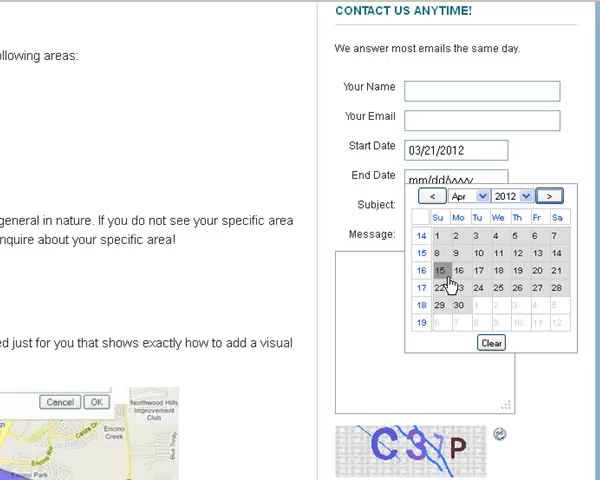 CONTACT US ANYTIME!
We answer most emails the same day.
ollowing areas:
Your Name
Your Email
Start Date 03/21/2012
End Date mm/dd/yyyy
Subject:
Message:
< Apr 2012 >
Su Mo Tu We Th Fr Sa
14 1 2 3 4 5 6 7
15 8 9 10 11 12 13 14
16 15 16 17 18 19 20 21
17 22 23 24 25 26 27 28
18 29 30 1 2 3 4 5
19 6 7 8 9 10 11 12
Clear
general in nature. If you do not see your specific area
nquire about your specific area!
ed just for you that shows exactly how to add a visual
Cancel OK
Northwood Hills
Improvement
Club
Encino
Creek
Encino Park
C 3 7 P